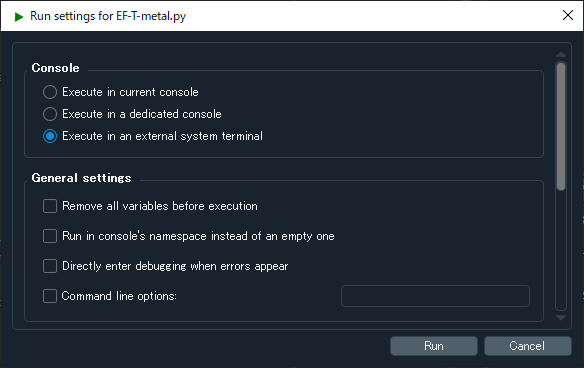 Run settings for EF-T-metal.py
Console
Execute in current console
Execute in a dedicated console
Execute in an external system terminal
General settings
Remove all variables before execution
Run in console's namespace instead of an empty one
Directly enter debugging when errors appear
Command line options:
Run
Cancel